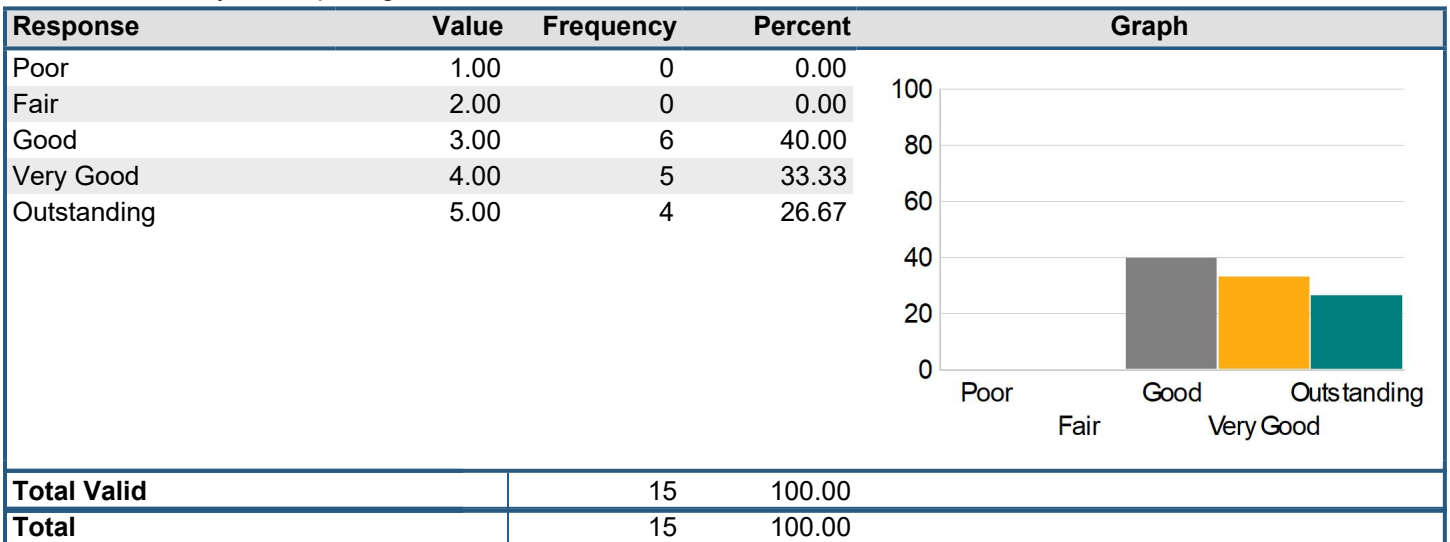 Response Value Frequency Percent Graph
Poor 1.00 0 0.00
Fair 2.00 0 0.00
Good 3.00 6 40.00
Very Good 4.00 5 33.33
Outstanding 5.00 4 26.67
100
80
60
40
20
0
Poor Good Outstanding
Fair Very Good
Total Valid 15 100.00
Total 15 100.00